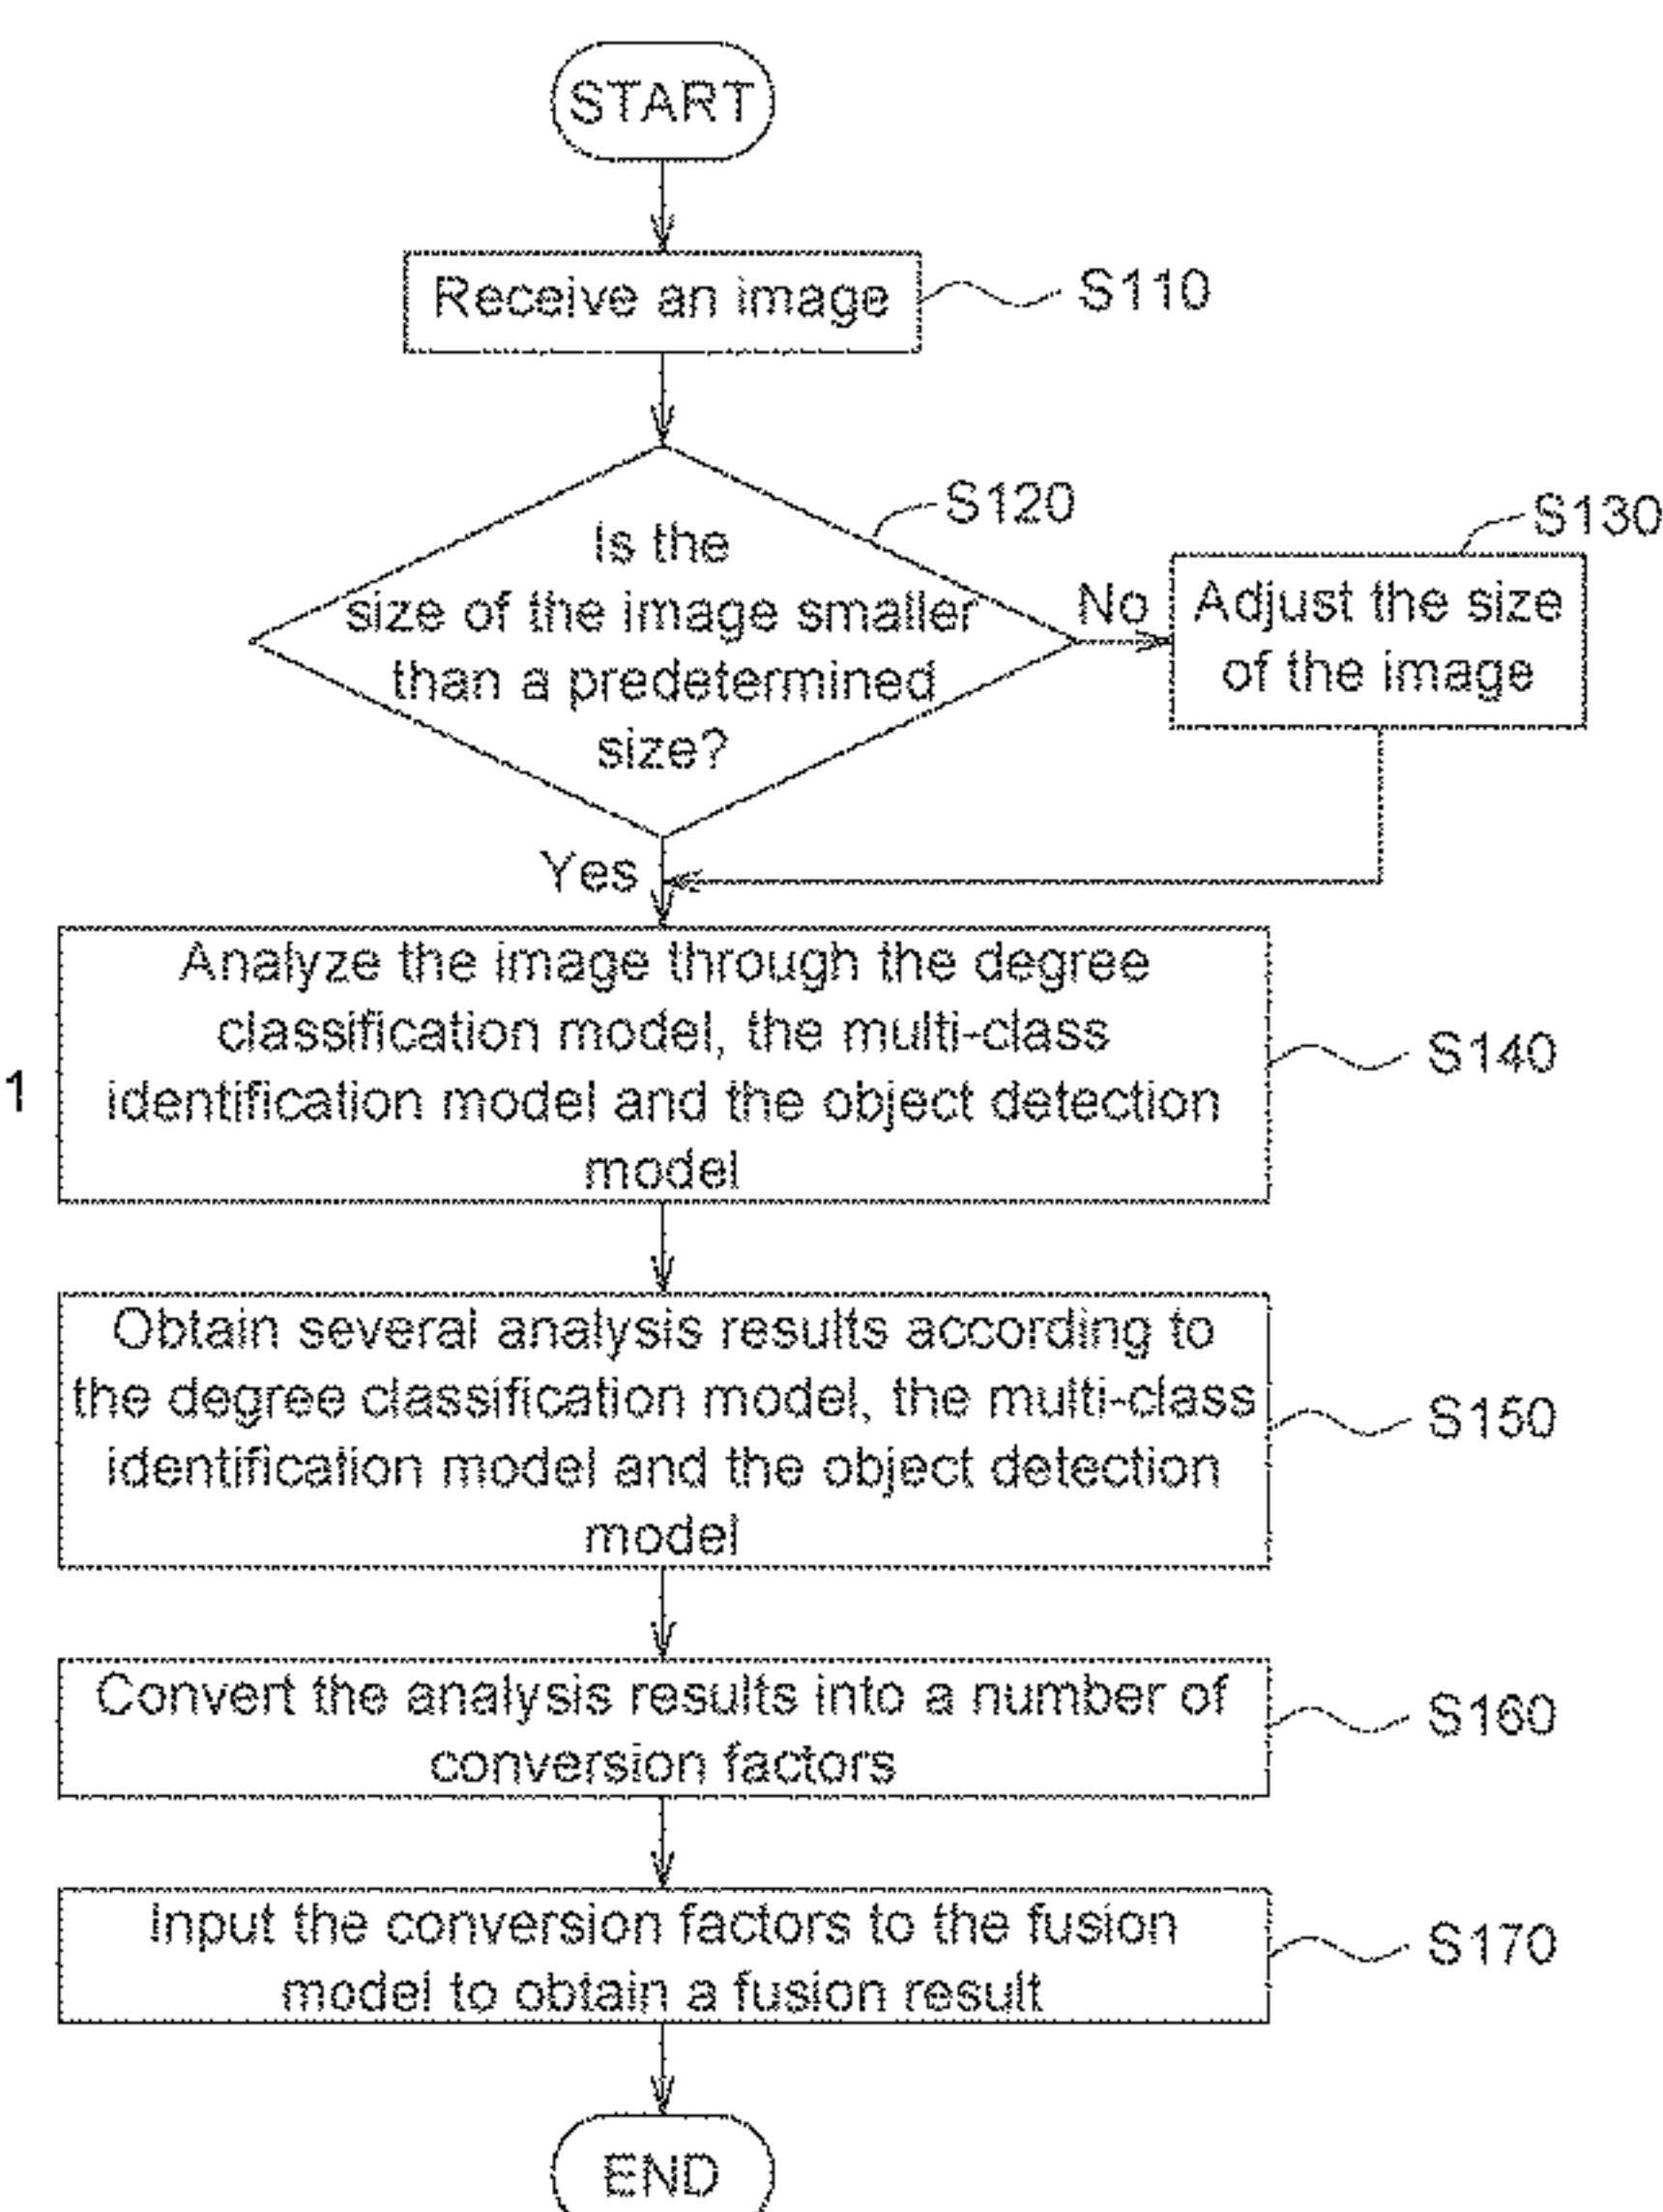 START
Receive an image
S110
S120
Is the
size of the image smaller
than a predetermined
size?
No
S130
Adjust the size
of the image
Yes
Analyze the image through the degree
classification model, the multi-class
identification model and the object detection
model
S140
1
Obtain several analysis results according to
the degree classification model, the multi-class
identification model and the object detection
model
S150
Convert the analysis results into a number of
conversion factors
S160
Input the conversion factors to the fusion
model to obtain a fusion result
S170
END